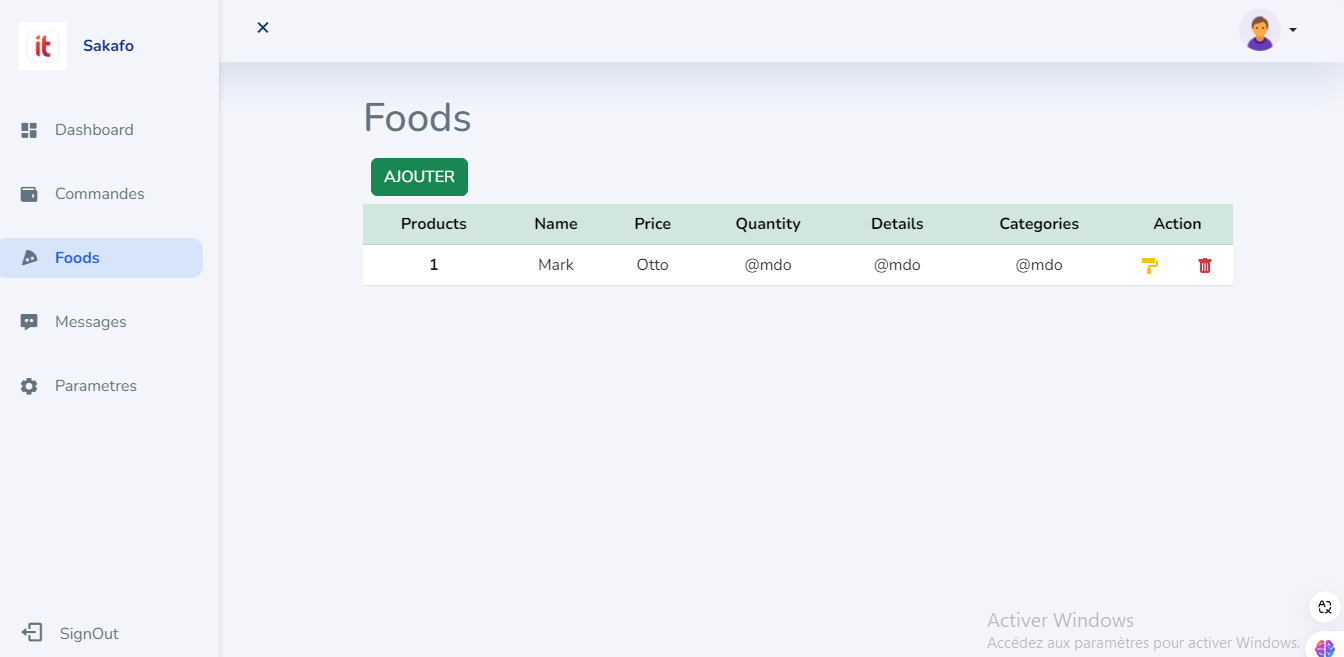 it Sakafo
Dashboard
Commandes
Foods
Messages
Parametres
SignOut
Foods
AJOUTER
Products Name Price Quantity Details Categories Action
1 Mark Otto @mdo @mdo @mdo
Activer Windows
Accédez aux paramètres pour activer Windows.